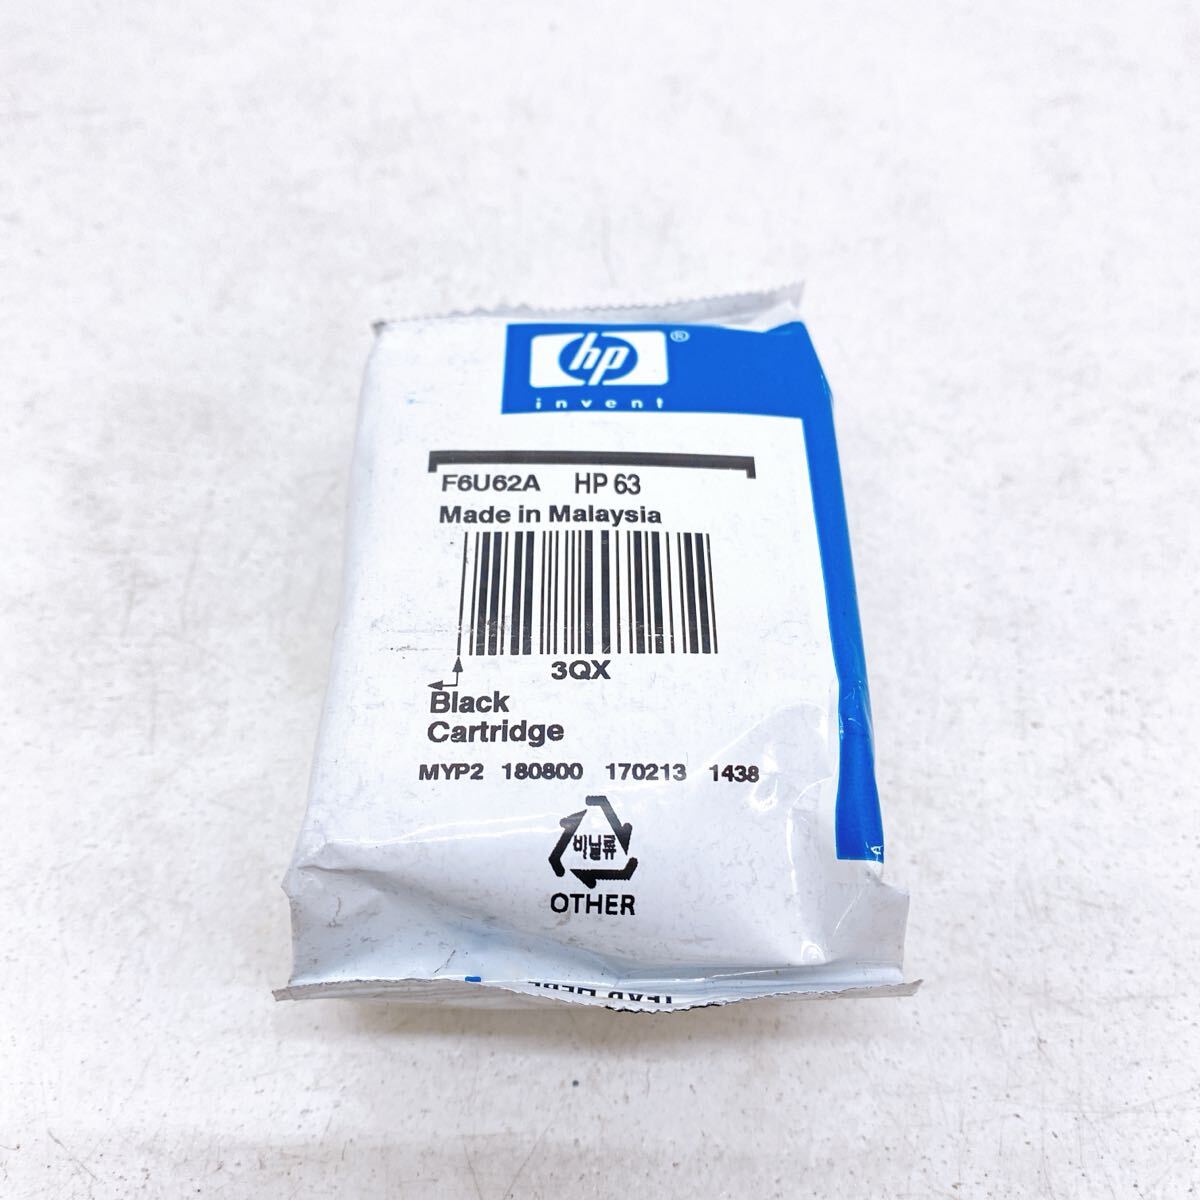 hp ®
invent
F6U62A HP 63
Made in Malaysia
3QX
Black
Cartridge
MYP2 180800 170213 1438
비닐류
OTHER